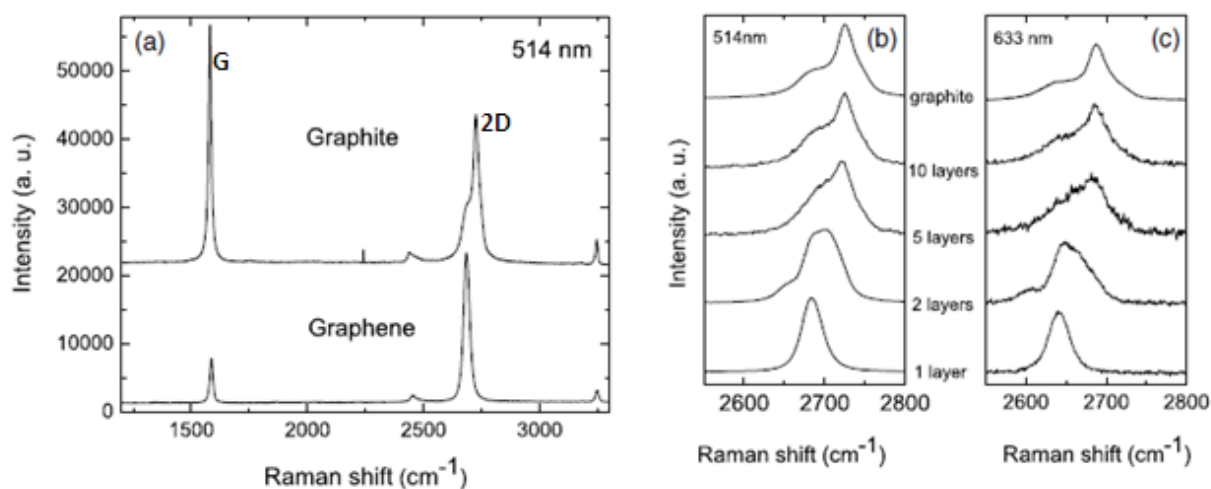 (a)
514 nm
G
2D
Graphite
Graphene
50000
40000
30000
20000
10000
0
Intensity (a. u.)
1500
2000
2500
3000
Raman shift (cm-1)
514nm
(b)
633 nm
(c)
graphite
10 layers
5 layers
2 layers
1 layer
Intensity (a. u.)
2600
2700
2800
2600
2700
2800
Raman shift (cm-1)
Raman shift (cm-1)